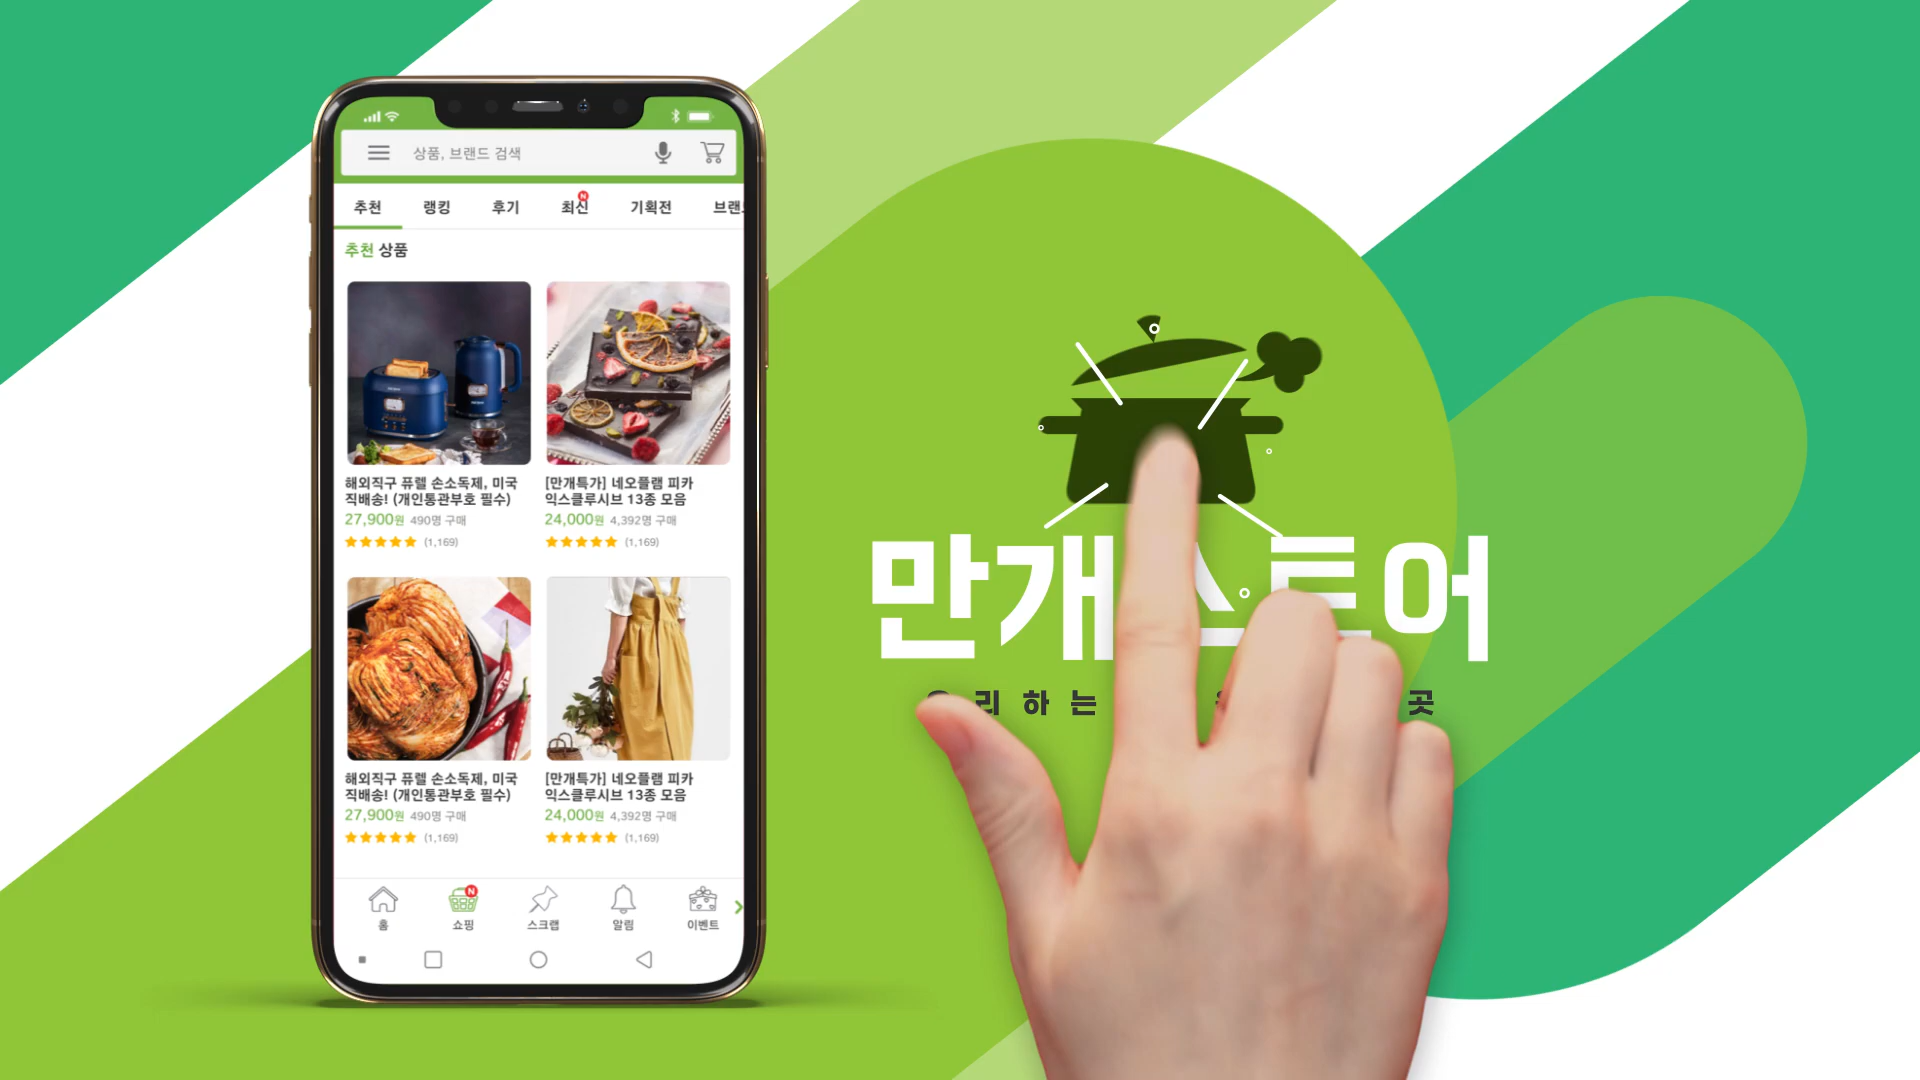 상품, 브랜드 검색
추천 랭킹 후기 최신 N 기획전
추천 상품
해외직구 퓨렐 손소독제, 미국
직배송! (개인통관부호 필수)
27,900원 490명 구매
(1,169)
[만개특가] 네오플램 피카
익스클루시브 13종 모음
24,000원 4,392명 구매
(1,169)
해외직구 퓨렐 손소독제, 미국
직배송! (개인통관부호 필수)
27,900원 490명 구매
(1,169)
[만개특가] 네오플램 피카
익스클루시브 13종 모음
24,000원 4,392명 구매
(1,169)
N
홈 쇼핑 스크랩 알림 이벤트
만개스토어
하는 곳